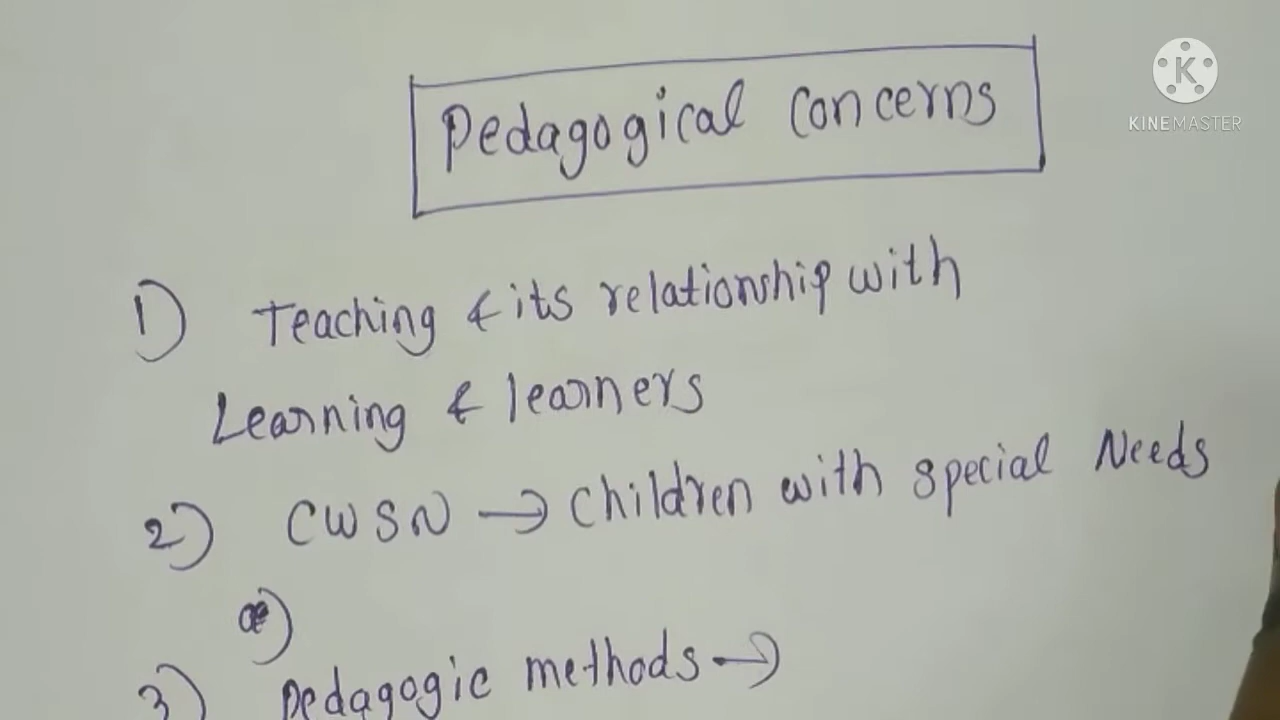 Pedagogical Concerns
K
KINEMASTER
1) Teaching & its relationship with
Learning & learners
2) CWSN → Children with special Needs
3) Pedagogic methods →